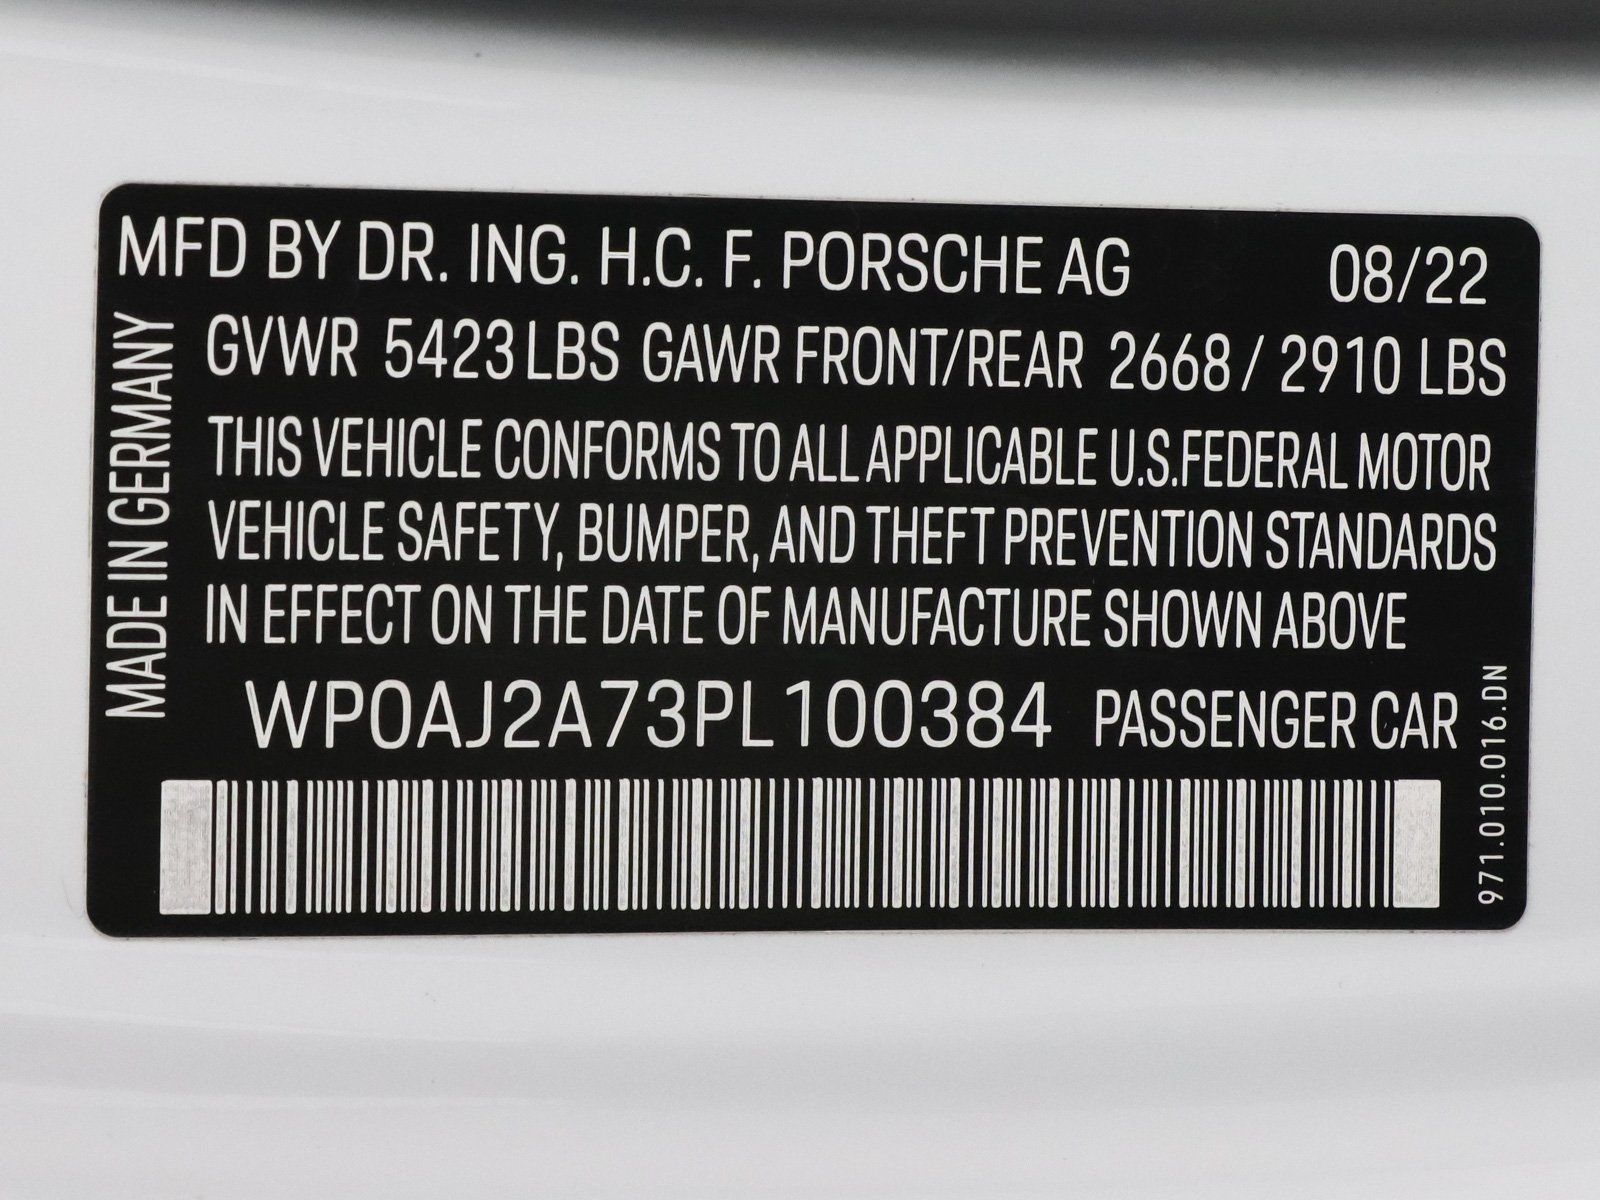 MFD BY DR. ING. H.C. F. PORSCHE AG 08/22
GVWR 5423 LBS GAWR FRONT/REAR 2668 / 2910 LBS
THIS VEHICLE CONFORMS TO ALL APPLICABLE U.S.FEDERAL MOTOR
VEHICLE SAFETY, BUMPER, AND THEFT PREVENTION STANDARDS
IN EFFECT ON THE DATE OF MANUFACTURE SHOWN ABOVE
WP0AJ2A73PL100384 PASSENGER CAR
MADE IN GERMANY
971.010.016.DN